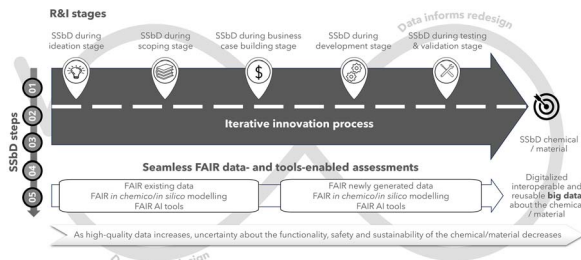 R&I stages
Data informs redesign
SSbD during
ideation stage
SSbD during
scoping stage
SSbD during business
case building stage
SSbD during
development stage
SSbD during testing
& validation stage
$
SSbD steps
01
02
03
04
05
Iterative innovation process
SSbD chemical
/ material
Seamless FAIR data- and tools-enabled assessments
FAIR existing data
FAIR in chemico/in silico modelling
FAIR AI tools
FAIR newly generated data
FAIR in chemico/in silico modelling
FAIR AI tools
Digitalized
interoperable and
reusable big data
about the chemical
/ material
As high-quality data increases, uncertainty about the functionality, safety and sustainability of the chemical/material decreases